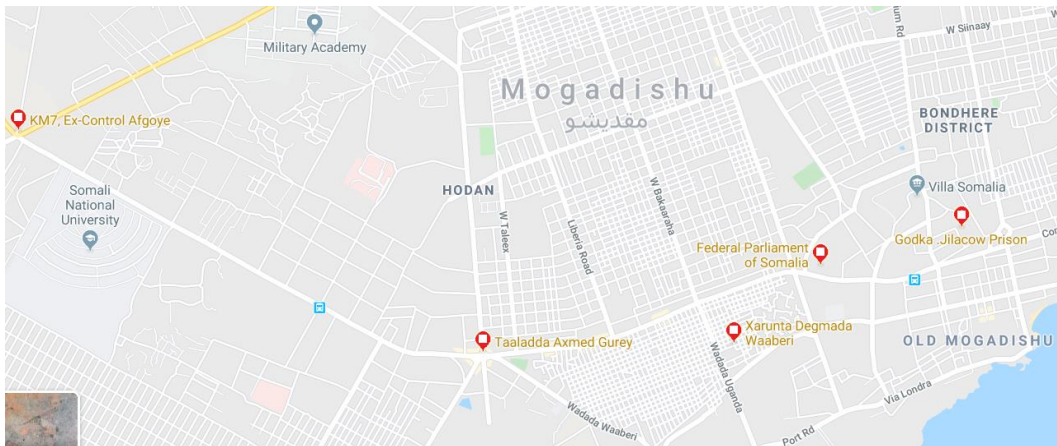 W Siinaay
Military Academy
Mogadishu
مقديشو
KM7, Ex-Control Afgoye
BONDHERE
DISTRICT
Somali
National
University
HODAN
W Taleex
Liberia Road
W Bakaaraha
Villa Somalia
Godka Jilacow Prison
Federal Parliament
of Somalia
Taaladda Axmed Gurey
Xarunta Degmada
Waaberi
OLD MOGADISHU
Wadada Uganda
Wadada Waaberi
Via Londra
Port Rd